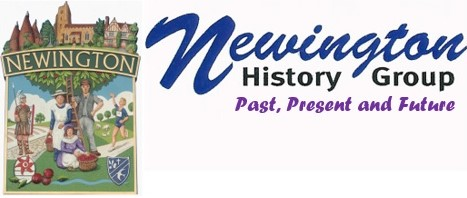 NEWINGTON
Newington
History Group
Past, Present and Future